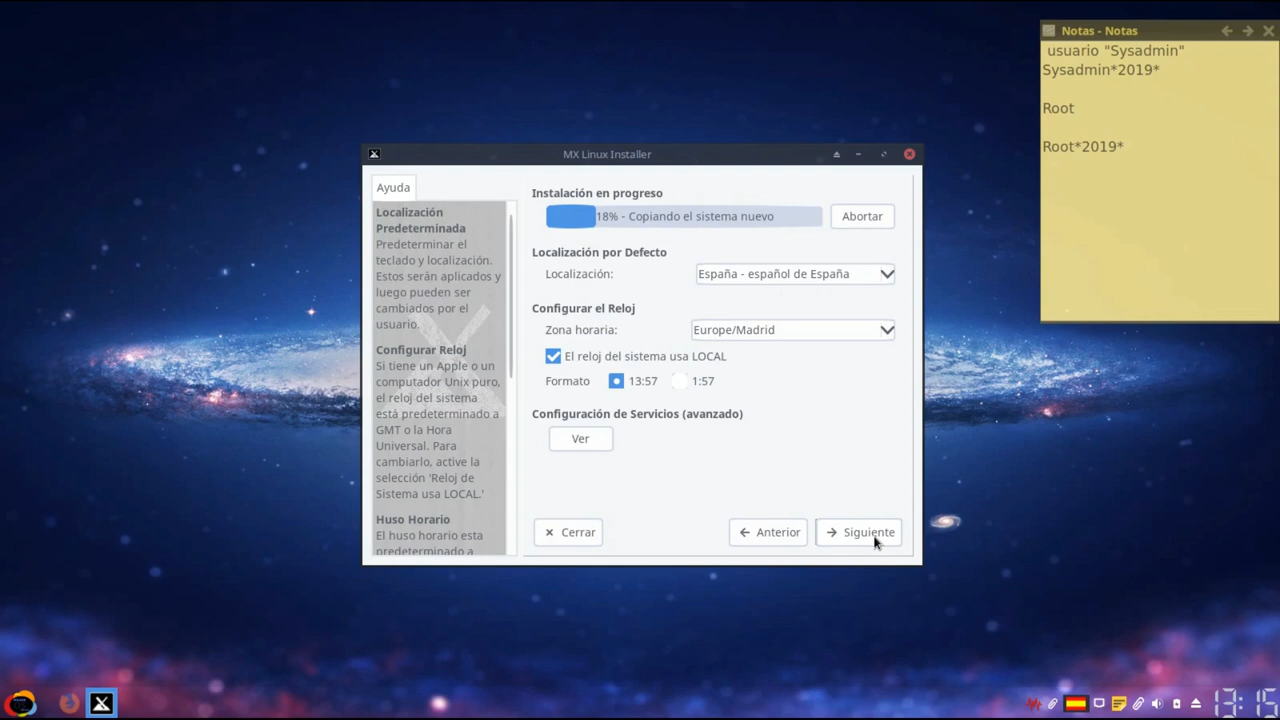 Notas - Notas
usuario "Sysadmin"
Sysadmin*2019*
Root
Root*2019*
MX Linux Installer
Ayuda
Localización
Predeterminada
Predeterminar el
teclado y localización.
Estos serán aplicados y
luego pueden ser
cambiados por el
usuario.
Configurar Reloj
Si tiene un Apple o un
computador Unix puro,
el reloj del sistema
está predeterminado a
GMT o la Hora
Universal. Para
cambiarlo, active la
selección 'Reloj de
Sistema usa LOCAL.'
Huso Horario
El huso horario esta
predeterminado a
Instalación en progreso
18% - Copiando el sistema nuevo
Abortar
Localización por Defecto
Localización:
España - español de España
Configurar el Reloj
Zona horaria:
Europe/Madrid
El reloj del sistema usa LOCAL
Formato
13:57
1:57
Configuración de Servicios (avanzado)
Ver
Cerrar
Anterior
Siguiente
13:15